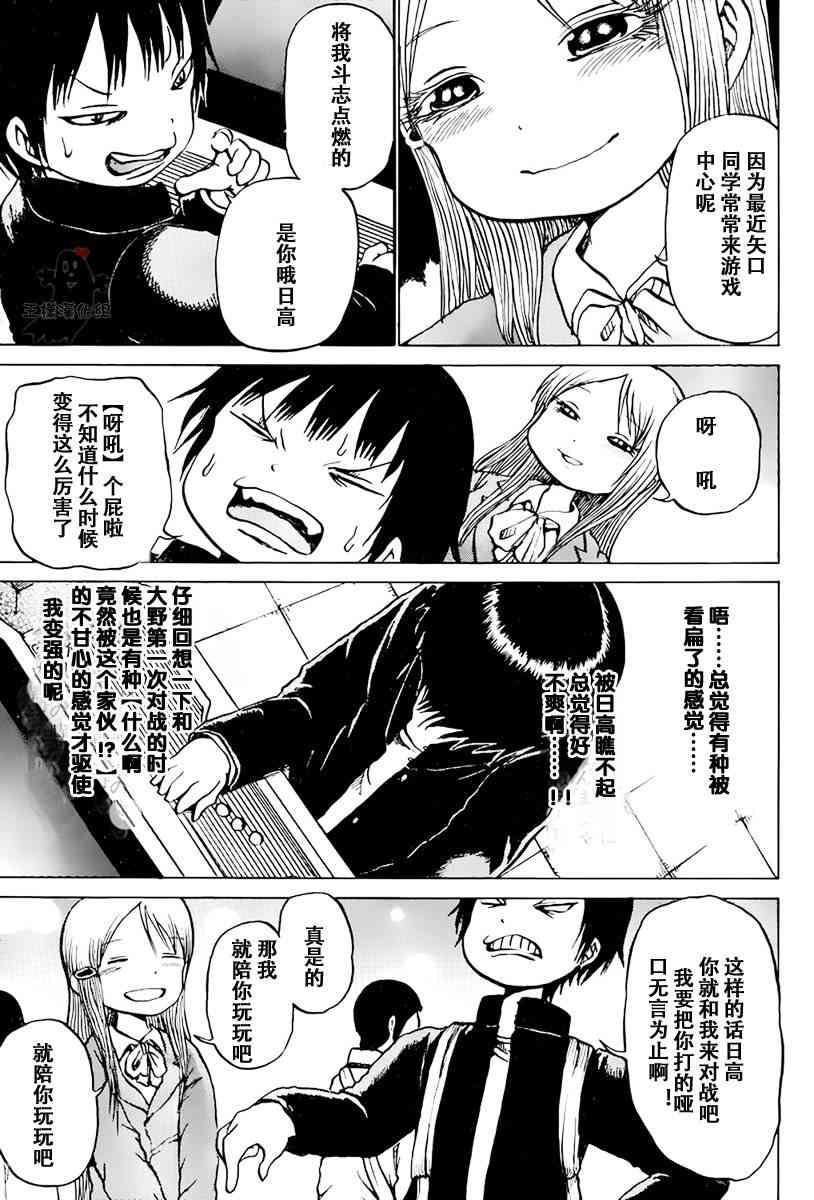 因为最近矢口
同学常常来游戏
中心呢
将我斗志点燃的
是你哦日高
王様漢化組
呀
吼
【呀吼】个屁啦
不知道什么时候
变得这么厉害了
唔……总觉得有种被
看扁了的感觉……
被日高瞧不起
总觉得好
不爽啊……!!
仔细回想一下和
大野第一次对战的时
候也是有种【什么啊
竟然被这个家伙!?】
的不甘心的感觉才驱使
我变强的呢
这样的话日高
你就和我来对战吧
我要把你打的哑
口无言为止啊!
真是的
那我
就陪你玩玩吧
就陪你玩玩吧